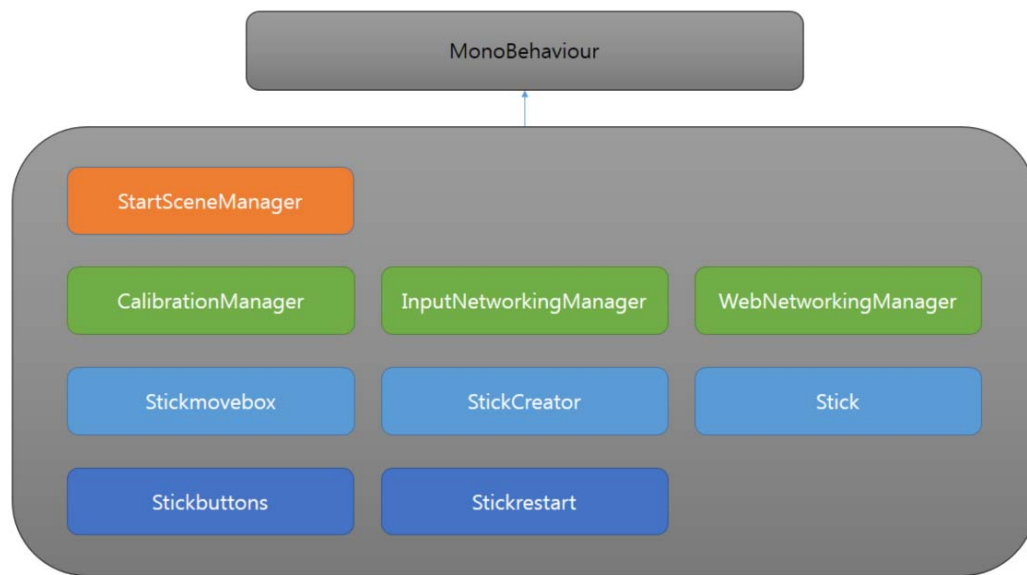 MonoBehaviour
StartSceneManager
CalibrationManager
InputNetworkingManager
WebNetworkingManager
Stickmovebox
StickCreator
Stick
Stickbuttons
Stickrestart